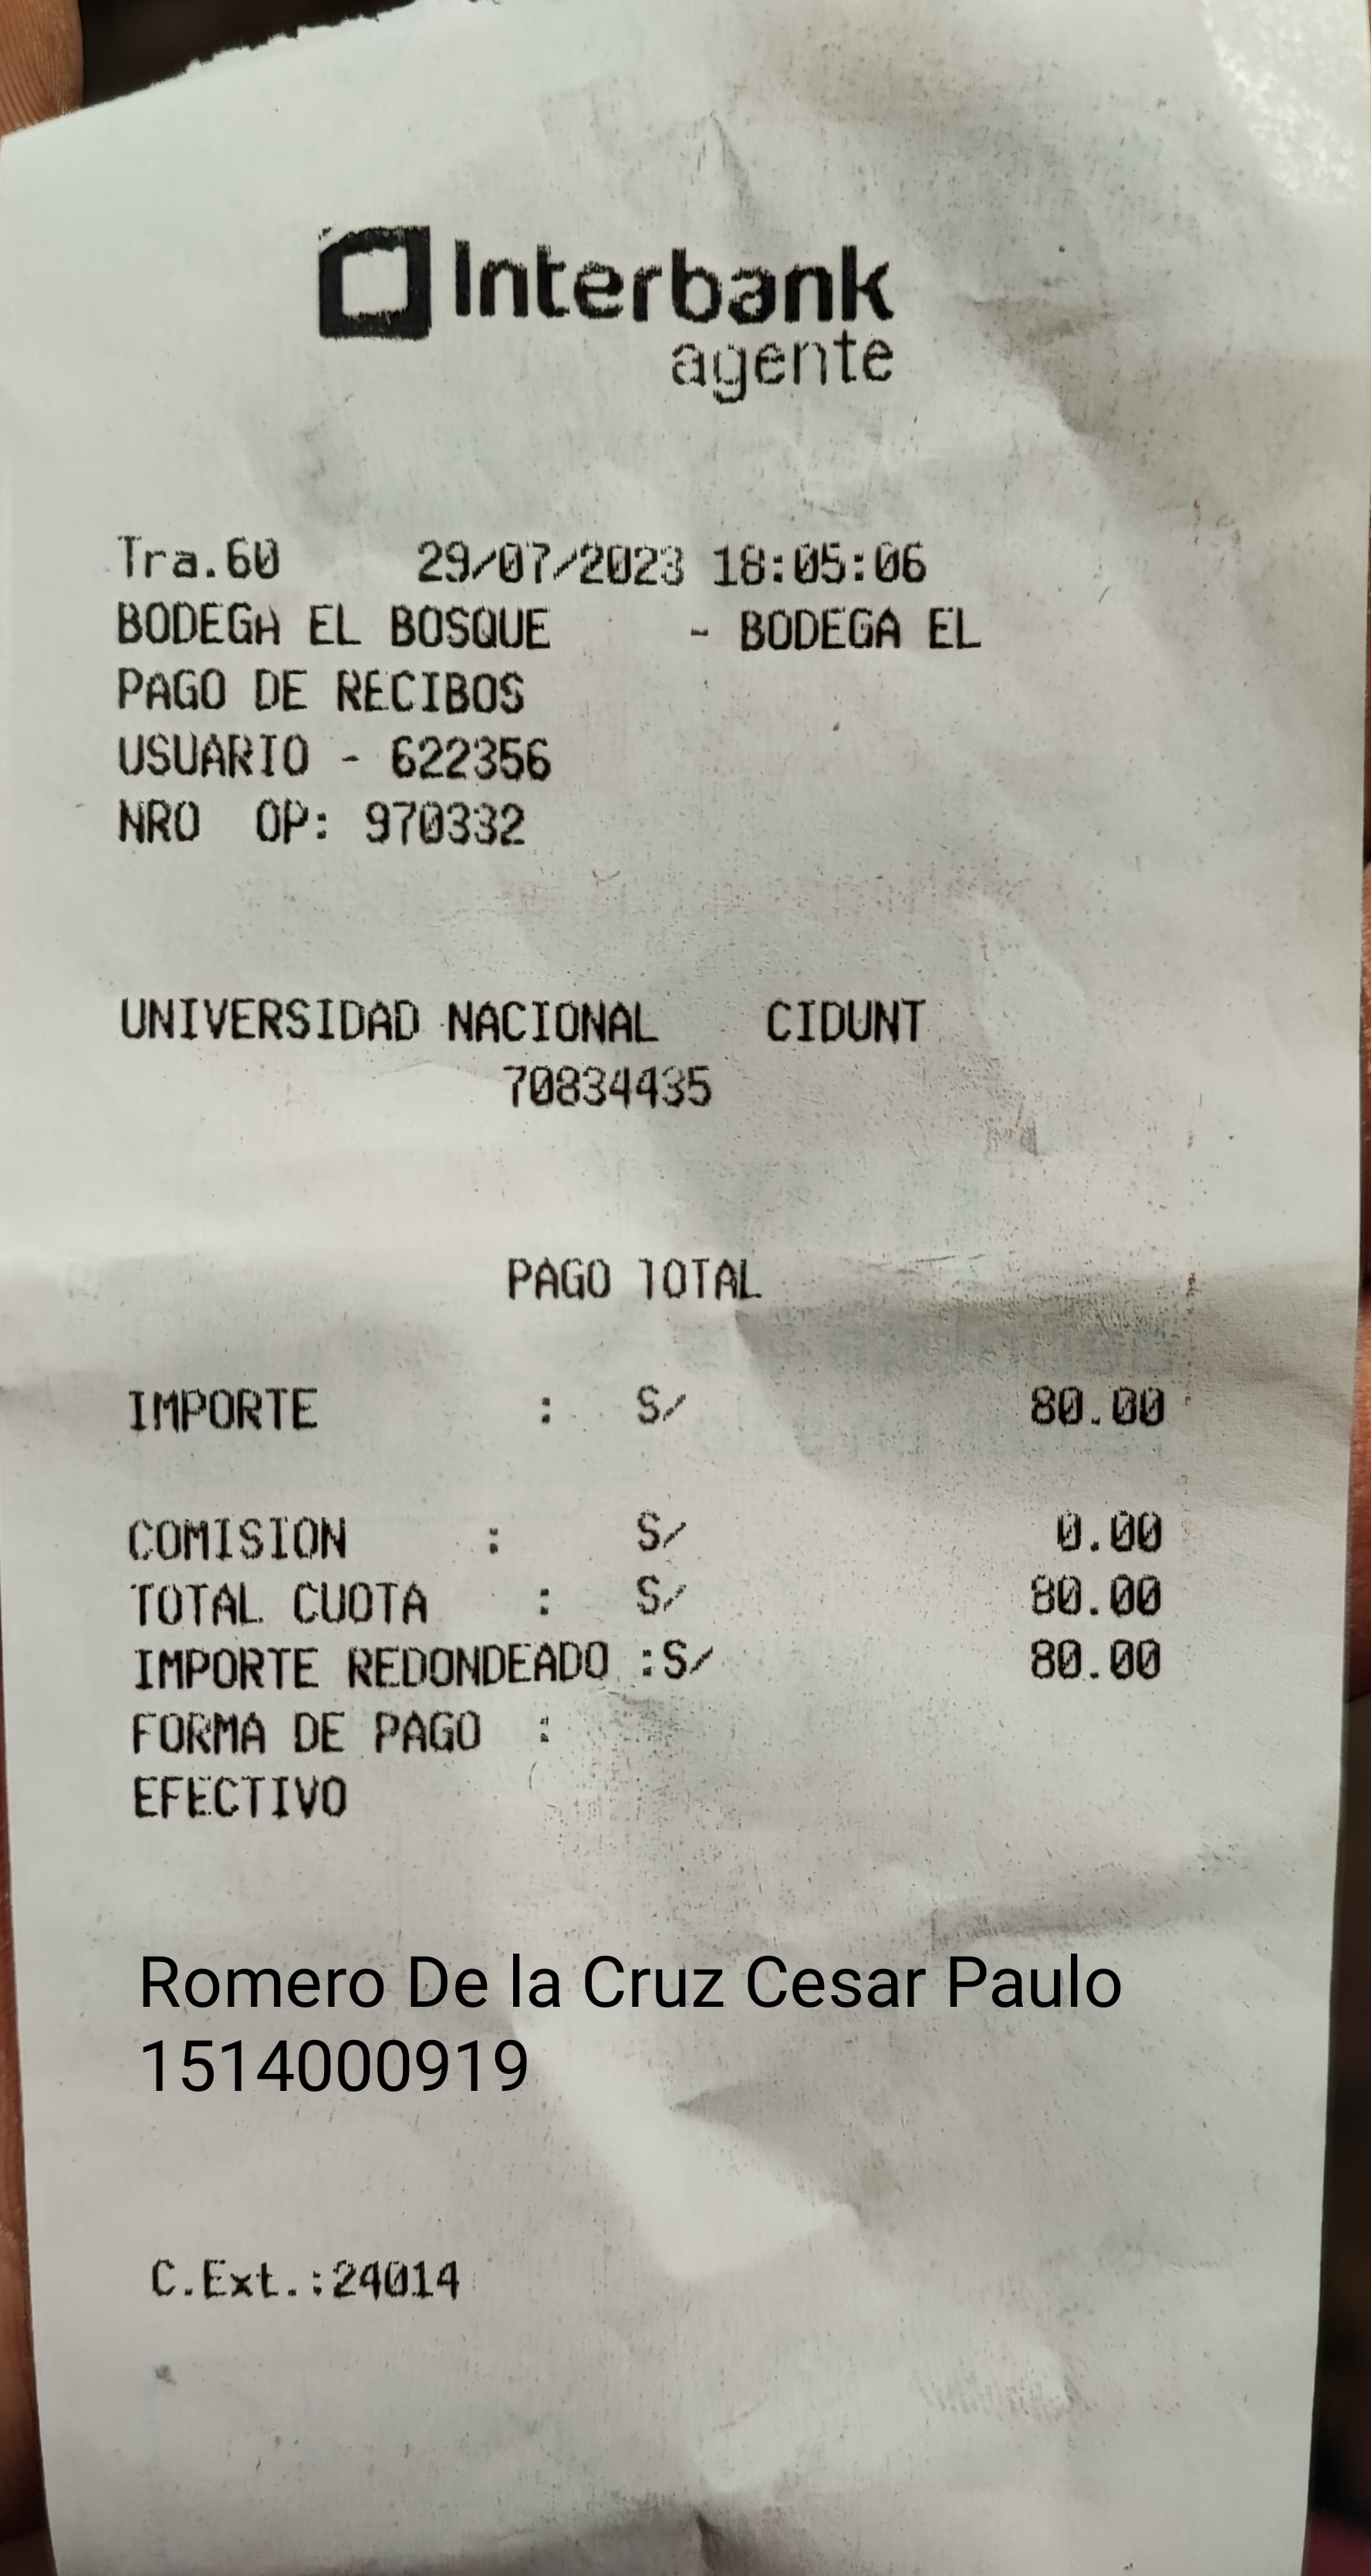 Interbank
agente
Tra.60 29/07/2023 18:05:06
BODEGA EL BOSQUE - BODEGA EL
PAGO DE RECIBOS
USUARIO - 622356
NRO OP: 970332
UNIVERSIDAD NACIONAL CIDUNT
70834435
PAGO TOTAL
IMPORTE : S/ 80.00
COMISION : S/ 0.00
TOTAL CUOTA : S/ 80.00
IMPORTE REDONDEADO :S/ 80.00
FORMA DE PAGO :
EFECTIVO
Romero De la Cruz Cesar Paulo
1514000919
C.Ext.:24014